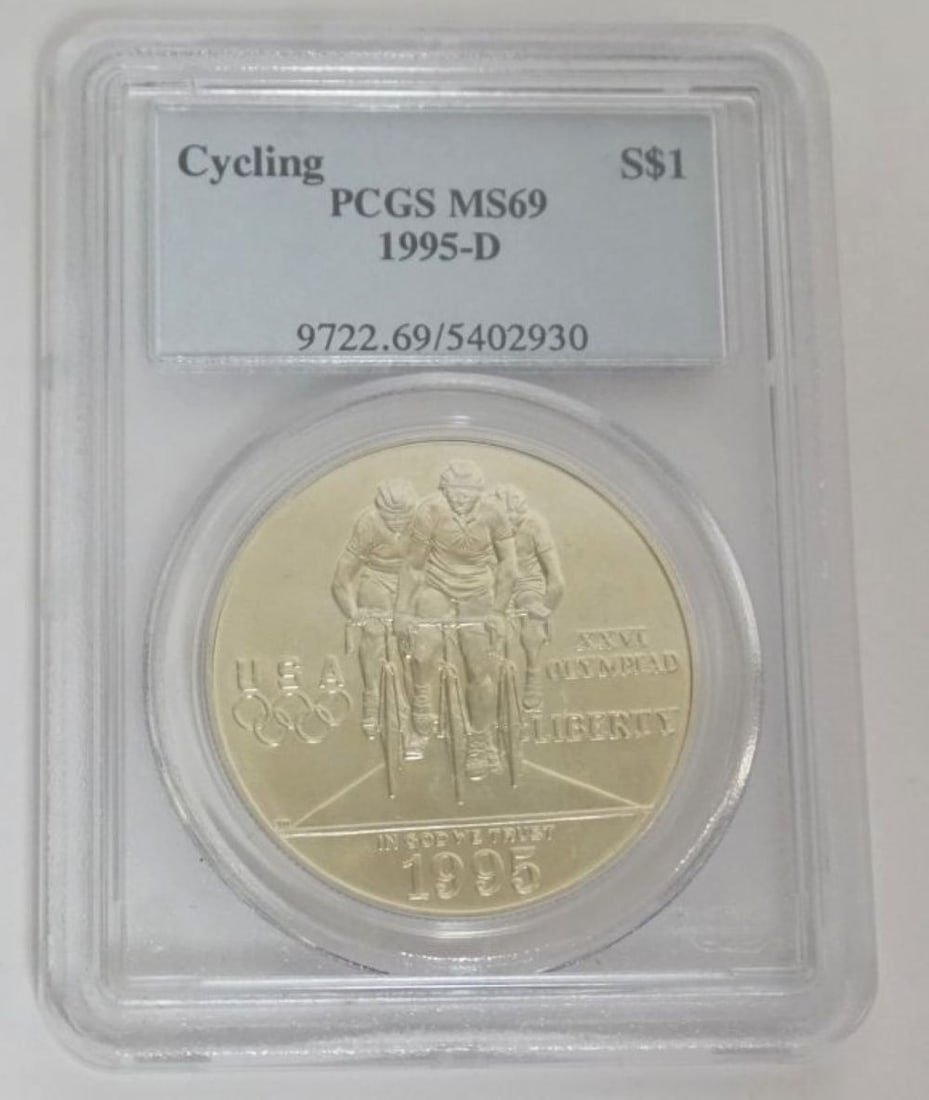 Cycling S$1
PCGS MS69
1995-D
9722.69/5402930
USA
XXVI
OLYMPIAD
LIBERTY
IN GOD WE TRUST
1995